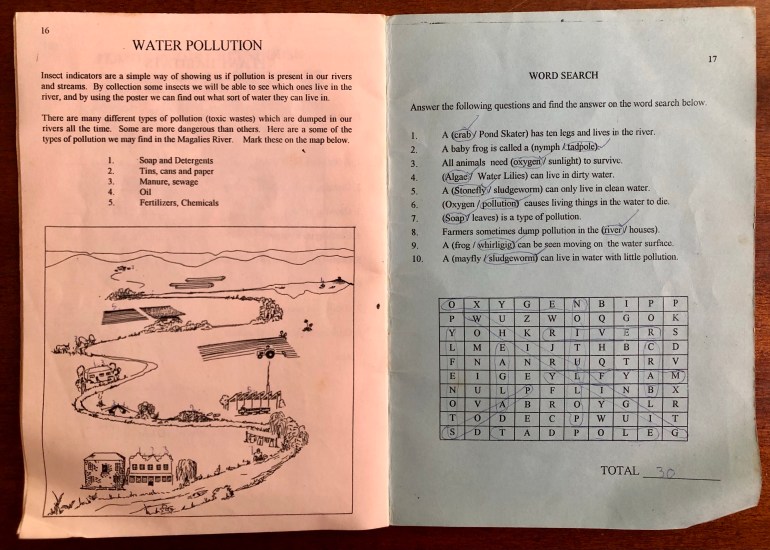 16
WATER POLLUTION
Insect indicators are a simple way of showing us if pollution is present in our rivers
and streams. By collection some insects we will be able to see which ones live in the
river, and by using the poster we can find out what sort of water they can live in.
There are many different types of pollution (toxic wastes) which are dumped in our
rivers all the time. Some are more dangerous than others. Here are a some of the
types of pollution we may find in the Magalies River. Mark these on the map below.
1. Soap and Detergents
2. Tins, cans and paper
3. Manure, sewage
4. Oil
5. Fertilizers, Chemicals
17
WORD SEARCH
Answer the following questions and find the answer on the word search below.
1. A (crab / Pond Skater) has ten legs and lives in the river.
2. A baby frog is called a (nymph / tadpole).
3. All animals need (oxygen / sunlight) to survive.
4. (Algae / Water Lilies) can live in dirty water.
5. A (Stonefly / sludgeworm) can only live in clean water.
6. (Oxygen / pollution) causes living things in the water to die.
7. (Soap / leaves) is a type of pollution.
8. Farmers sometimes dump pollution in the (river / houses).
9. A (frog / whirligig) can be seen moving on the water surface.
10. A (mayfly / sludgeworm) can live in water with little pollution.
O X Y G E N B I P P
P W U Z W O Q G O K
Y O H K R I V E R S
L M E I J T H B C D
F N A N R U Q T R V
E I G E Y L F Y A M
N U L P F L I N B X
O V A B R O Y G L R
T O D E C P W U I T
S D T A D P O L E G
TOTAL 30